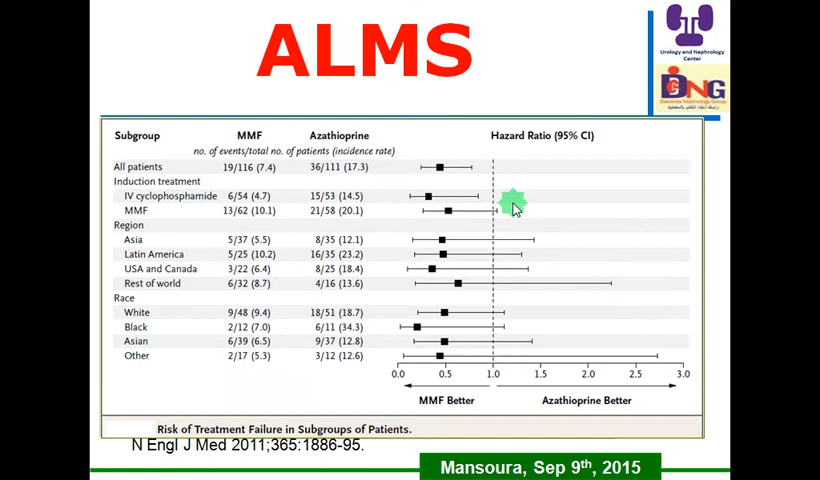 ALMS
Urology and Nephrology
Center
DNG
Dakahlia Nephrology Group
Subgroup MMF Azathioprine Hazard Ratio (95% CI)
no. of events/total no. of patients (incidence rate)
All patients 19/116 (7.4) 36/111 (17.3)
Induction treatment
IV cyclophosphamide 6/54 (4.7) 15/53 (14.5)
MMF 13/62 (10.1) 21/58 (20.1)
Region
Asia 5/37 (5.5) 8/35 (12.1)
Latin America 5/25 (10.2) 16/35 (23.2)
USA and Canada 3/22 (6.4) 8/25 (18.4)
Rest of world 6/32 (8.7) 4/16 (13.6)
Race
White 9/48 (9.4) 18/51 (18.7)
Black 2/12 (7.0) 6/11 (34.3)
Asian 6/39 (6.5) 9/37 (12.8)
Other 2/17 (5.3) 3/12 (12.6)
0.0 0.5 1.0 1.5 2.0 2.5 3.0
MMF Better Azathioprine Better
Risk of Treatment Failure in Subgroups of Patients.
N Engl J Med 2011;365:1886-95.
Mansoura, Sep 9th, 2015